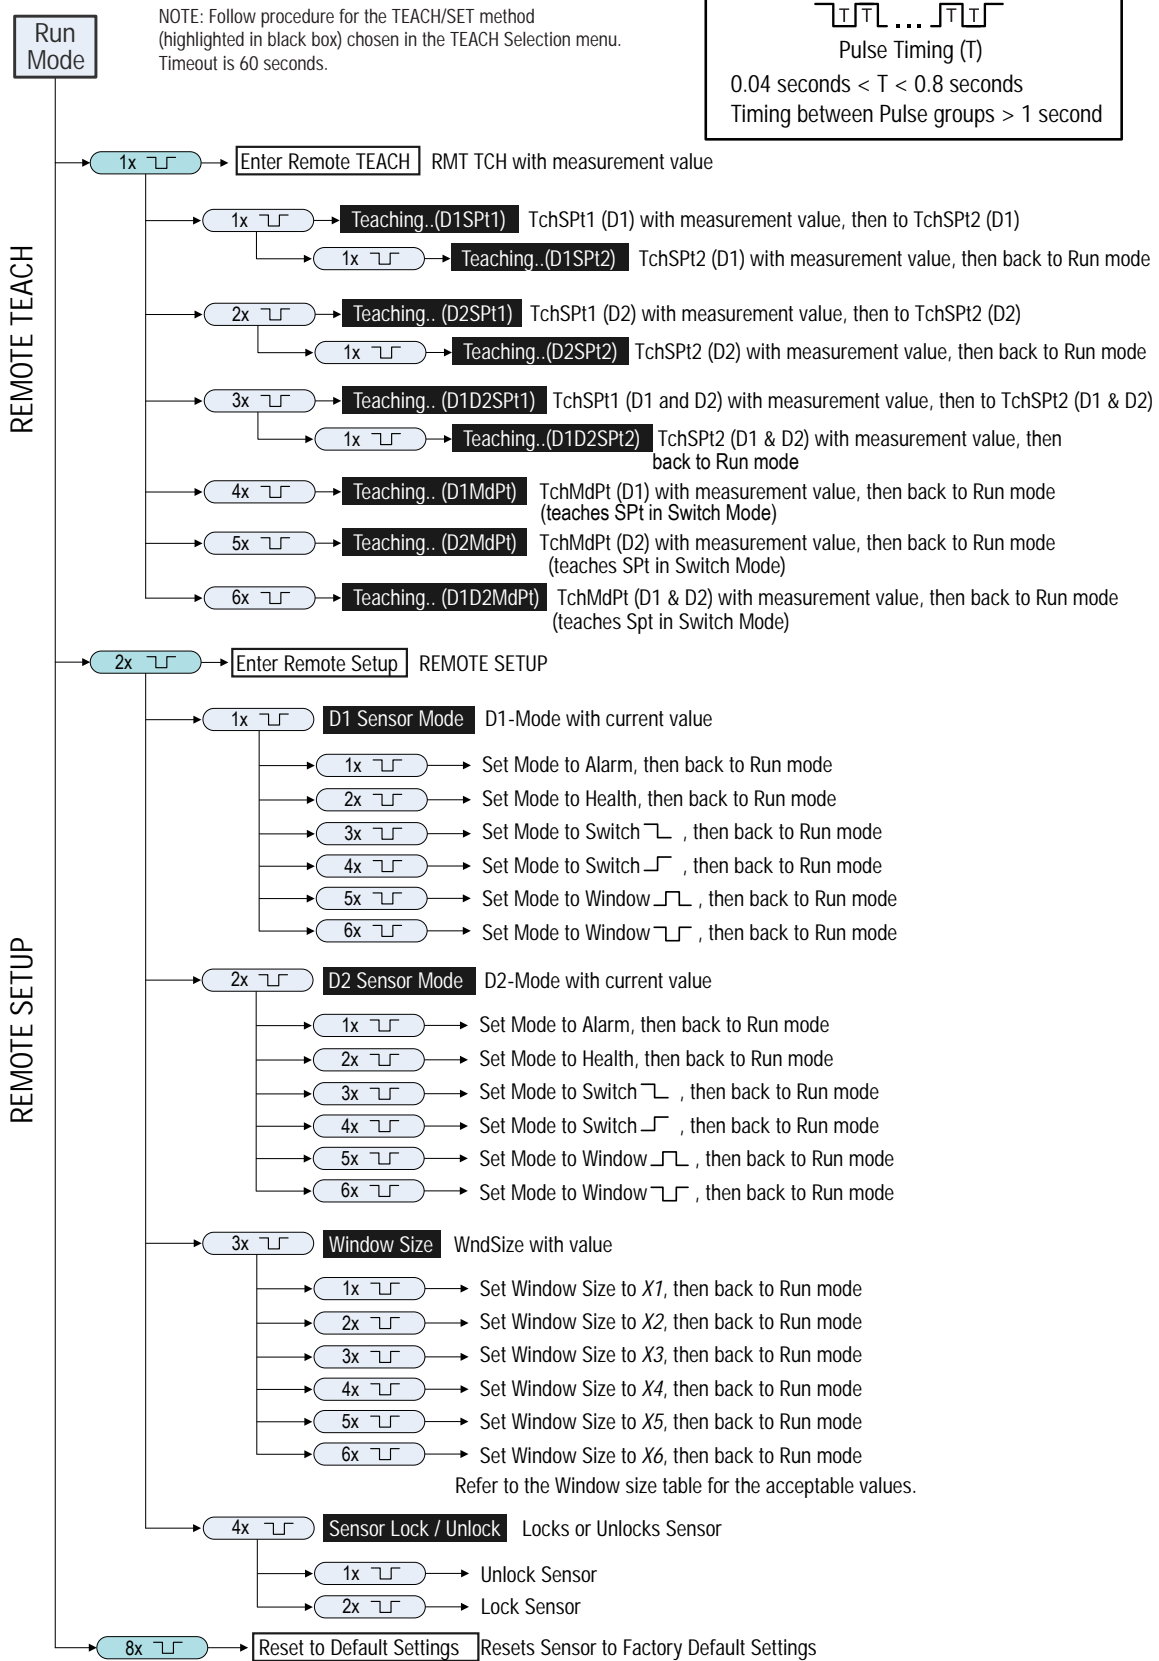 Run
Mode
NOTE: Follow procedure for the TEACH/SET method
(highlighted in black box) chosen in the TEACH Selection menu.
Timeout is 60 seconds.
T T ... T T
Pulse Timing (T)
0.04 seconds < T < 0.8 seconds
Timing between Pulse groups > 1 second
REMOTE TEACH
1x Enter Remote TEACH RMT TCH with measurement value
1x Teaching..(D1SPt1) TchSPt1 (D1) with measurement value, then to TchSPt2 (D1)
1x Teaching..(D1SPt2) TchSPt2 (D1) with measurement value, then back to Run mode
2x Teaching.. (D2SPt1) TchSPt1 (D2) with measurement value, then to TchSPt2 (D2)
1x Teaching..(D2SPt2) TchSPt2 (D2) with measurement value, then back to Run mode
3x Teaching.. (D1D2SPt1) TchSPt1 (D1 and D2) with measurement value, then to TchSPt2 (D1 & D2)
1x Teaching..(D1D2SPt2) TchSPt2 (D1 & D2) with measurement value, then
back to Run mode
4x Teaching.. (D1MdPt) TchMdPt (D1) with measurement value, then back to Run mode
(teaches SPt in Switch Mode)
5x Teaching.. (D2MdPt) TchMdPt (D2) with measurement value, then back to Run mode
(teaches SPt in Switch Mode)
6x Teaching.. (D1D2MdPt) TchMdPt (D1 & D2) with measurement value, then back to Run mode
(teaches Spt in Switch Mode)
REMOTE SETUP
2x Enter Remote Setup REMOTE SETUP
1x D1 Sensor Mode D1-Mode with current value
1x Set Mode to Alarm, then back to Run mode
2x Set Mode to Health, then back to Run mode
3x Set Mode to Switch , then back to Run mode
4x Set Mode to Switch , then back to Run mode
5x Set Mode to Window , then back to Run mode
6x Set Mode to Window , then back to Run mode
2x D2 Sensor Mode D2-Mode with current value
1x Set Mode to Alarm, then back to Run mode
2x Set Mode to Health, then back to Run mode
3x Set Mode to Switch , then back to Run mode
4x Set Mode to Switch , then back to Run mode
5x Set Mode to Window , then back to Run mode
6x Set Mode to Window , then back to Run mode
3x Window Size WndSize with value
1x Set Window Size to X1, then back to Run mode
2x Set Window Size to X2, then back to Run mode
3x Set Window Size to X3, then back to Run mode
4x Set Window Size to X4, then back to Run mode
5x Set Window Size to X5, then back to Run mode
6x Set Window Size to X6, then back to Run mode
Refer to the Window size table for the acceptable values.
4x Sensor Lock / Unlock Locks or Unlocks Sensor
1x Unlock Sensor
2x Lock Sensor
8x Reset to Default Settings Resets Sensor to Factory Default Settings